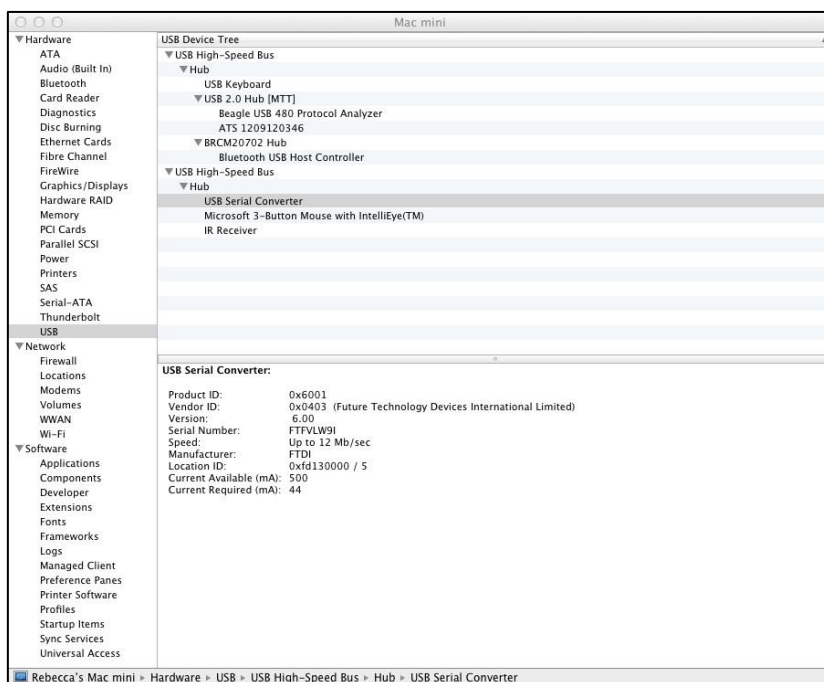 Mac mini
Hardware
ATA
Audio (Built In)
Bluetooth
Card Reader
Diagnostics
Disc Burning
Ethernet Cards
Fibre Channel
FireWire
Graphics/Displays
Hardware RAID
Memory
PCI Cards
Parallel SCSI
Power
Printers
SAS
Serial-ATA
Thunderbolt
USB
Network
Firewall
Locations
Modems
Volumes
WWAN
Wi-Fi
Software
Applications
Components
Developer
Extensions
Fonts
Frameworks
Logs
Managed Client
Preference Panes
Printer Software
Profiles
Startup Items
Sync Services
Universal Access
USB Device Tree
USB High-Speed Bus
Hub
USB Keyboard
USB 2.0 Hub [MTT]
Beagle USB 480 Protocol Analyzer
ATS 1209120346
BRCM20702 Hub
Bluetooth USB Host Controller
USB High-Speed Bus
Hub
USB Serial Converter
Microsoft 3-Button Mouse with IntelliEye(TM)
IR Receiver
USB Serial Converter:
Product ID: 0x6001
Vendor ID: 0x0403 (Future Technology Devices International Limited)
Version: 6.00
Serial Number: FTFVLW9I
Speed: Up to 12 Mb/sec
Manufacturer: FTDI
Location ID: 0xfd130000 / 5
Current Available (mA): 500
Current Required (mA): 44
Rebecca's Mac mini ▸ Hardware ▸ USB ▸ USB High-Speed Bus ▸ Hub ▸ USB Serial Converter